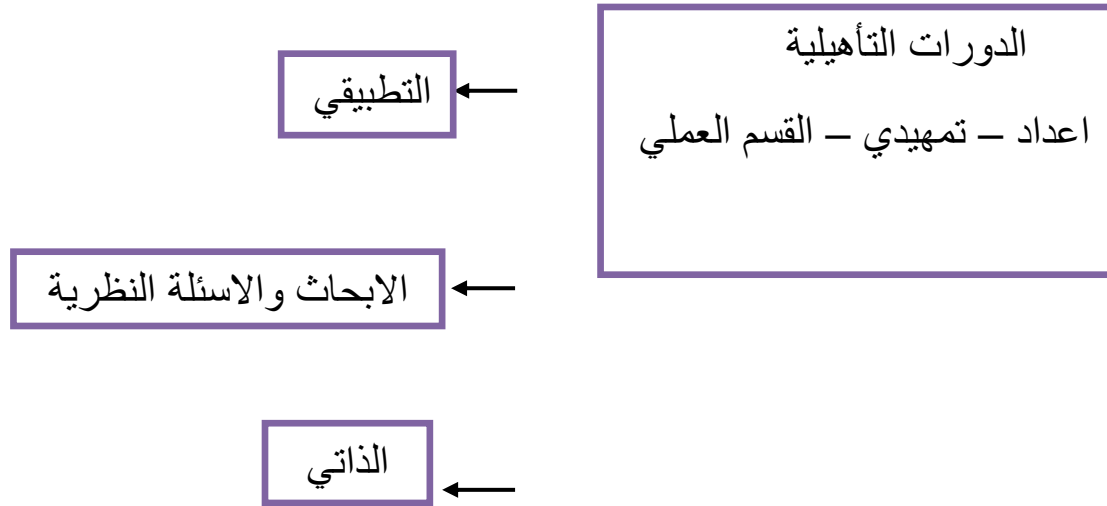 الدورات التأهيلية
اعداد – تمهيدي – القسم العملي
التطبيقي
الابحاث والاسئلة النظرية
الذاتي